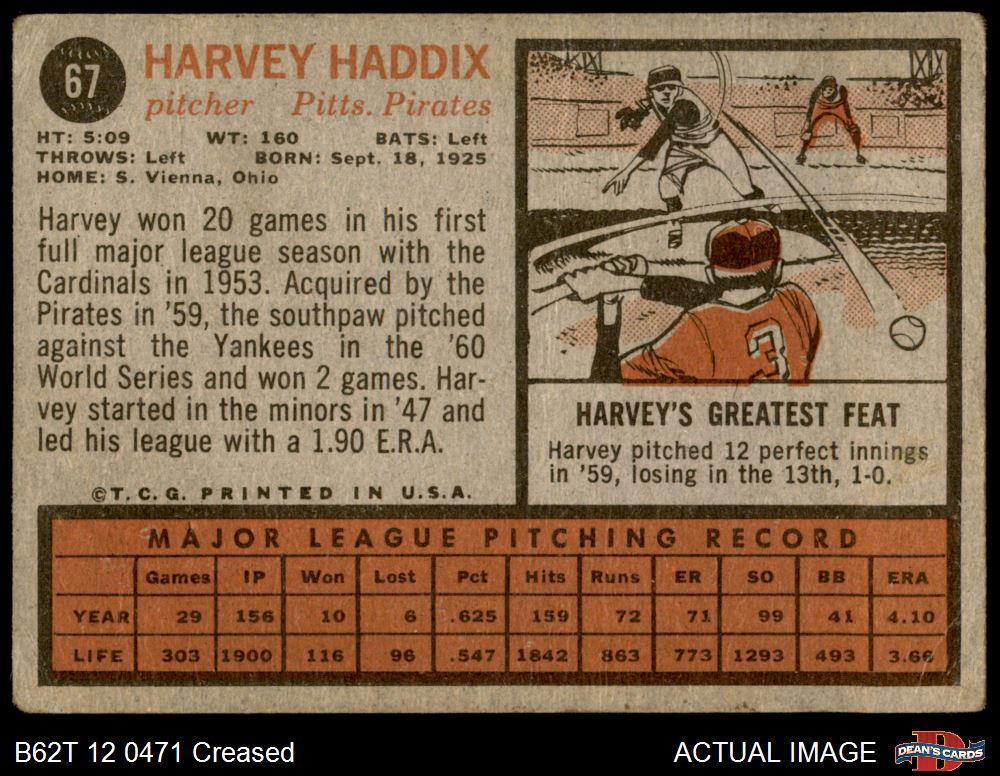 67
HARVEY HADDIX
pitcher Pitts. Pirates
HT: 5:09 WT: 160 BATS: Left
THROWS: Left BORN: Sept. 18, 1925
HOME: S. Vienna, Ohio
Harvey won 20 games in his first
full major league season with the
Cardinals in 1953. Acquired by the
Pirates in '59, the southpaw pitched
against the Yankees in the '60
World Series and won 2 games. Har-
vey started in the minors in '47 and
led his league with a 1.90 E.R.A.
©T.C.G. PRINTED IN U.S.A.
3
HARVEY'S GREATEST FEAT
Harvey pitched 12 perfect innings
in '59, losing in the 13th, 1-0.
MAJOR LEAGUE PITCHING RECORD
Games IP Won Lost Pct Hits Runs ER SO BB ERA
YEAR 29 156 10 6 .625 159 72 71 99 41 4.10
LIFE 303 1900 116 96 .547 1842 863 773 1293 493 3.66
B62T 12 0471 Creased
ACTUAL IMAGE
D
DEAN'S CARDS